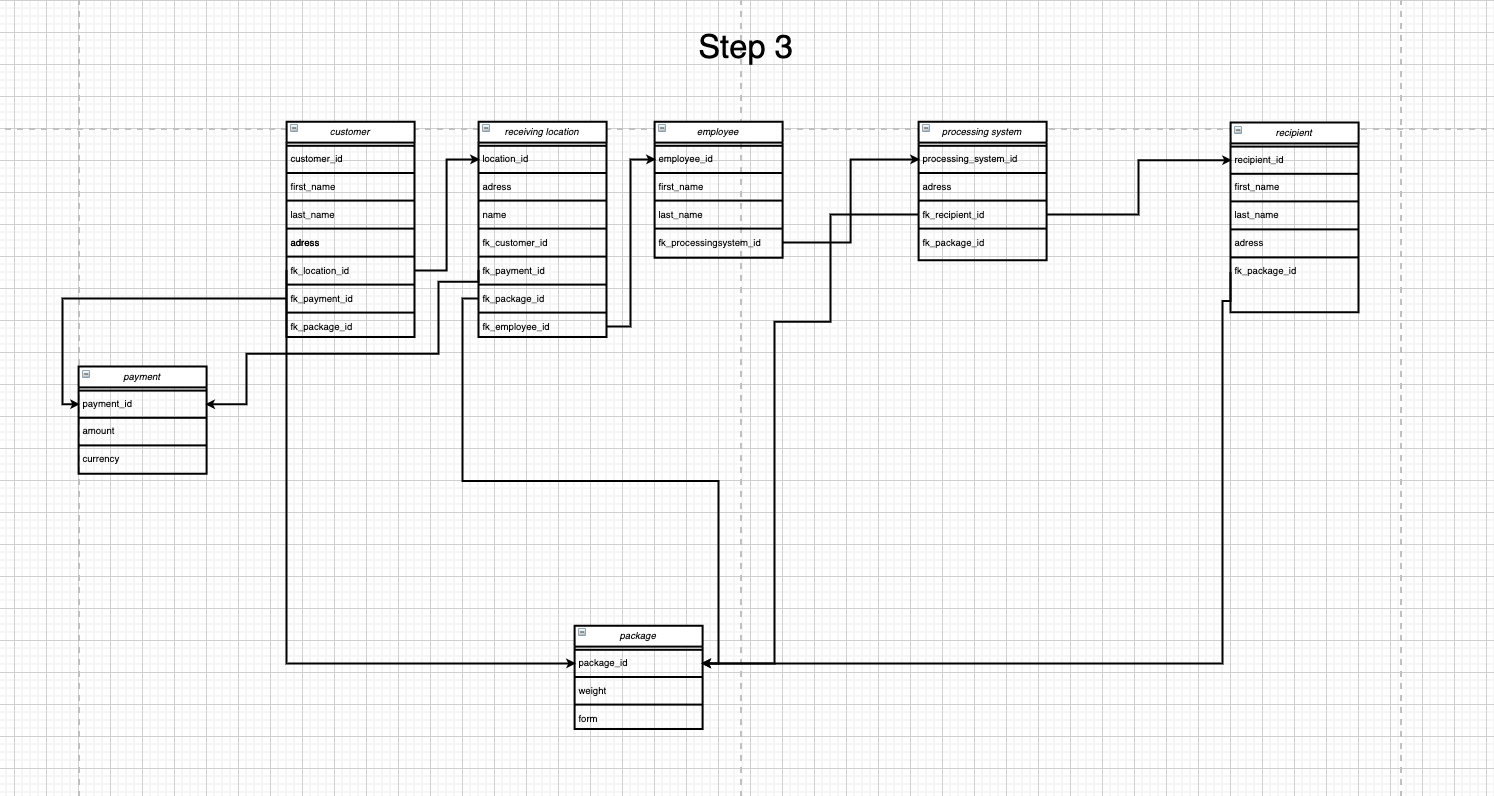 Step 3
customer
customer_id
first_name
last_name
adress
fk_location_id
fk_payment_id
fk_package_id
receiving location
location_id
adress
name
fk_customer_id
fk_payment_id
fk_package_id
fk_employee_id
employee
employee_id
first_name
last_name
fk_processingsystem_id
processing system
processing_system_id
adress
fk_recipient_id
fk_package_id
recipient
recipient_id
first_name
last_name
adress
fk_package_id
payment
payment_id
amount
currency
package
package_id
weight
form